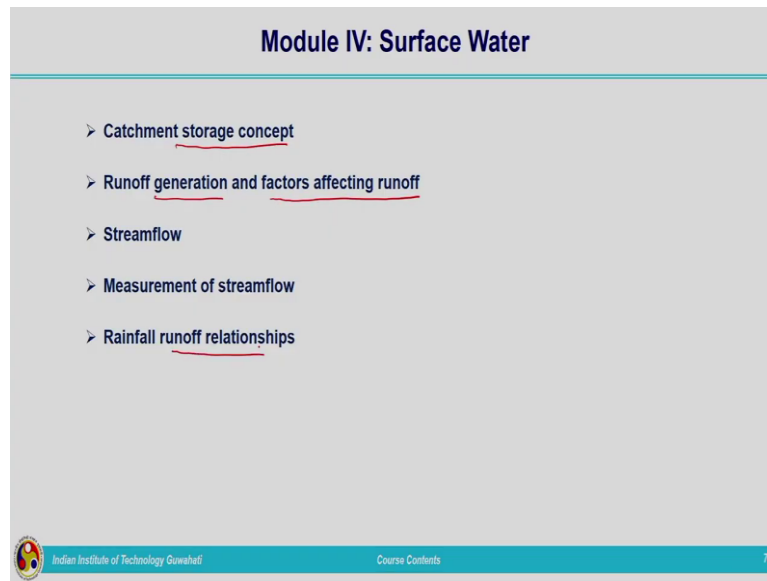 Module IV: Surface Water
➢ Catchment storage concept
➢ Runoff generation and factors affecting runoff
➢ Streamflow
➢ Measurement of streamflow
➢ Rainfall runoff relationships
Indian Institute of Technology Guwahati Course Contents 7